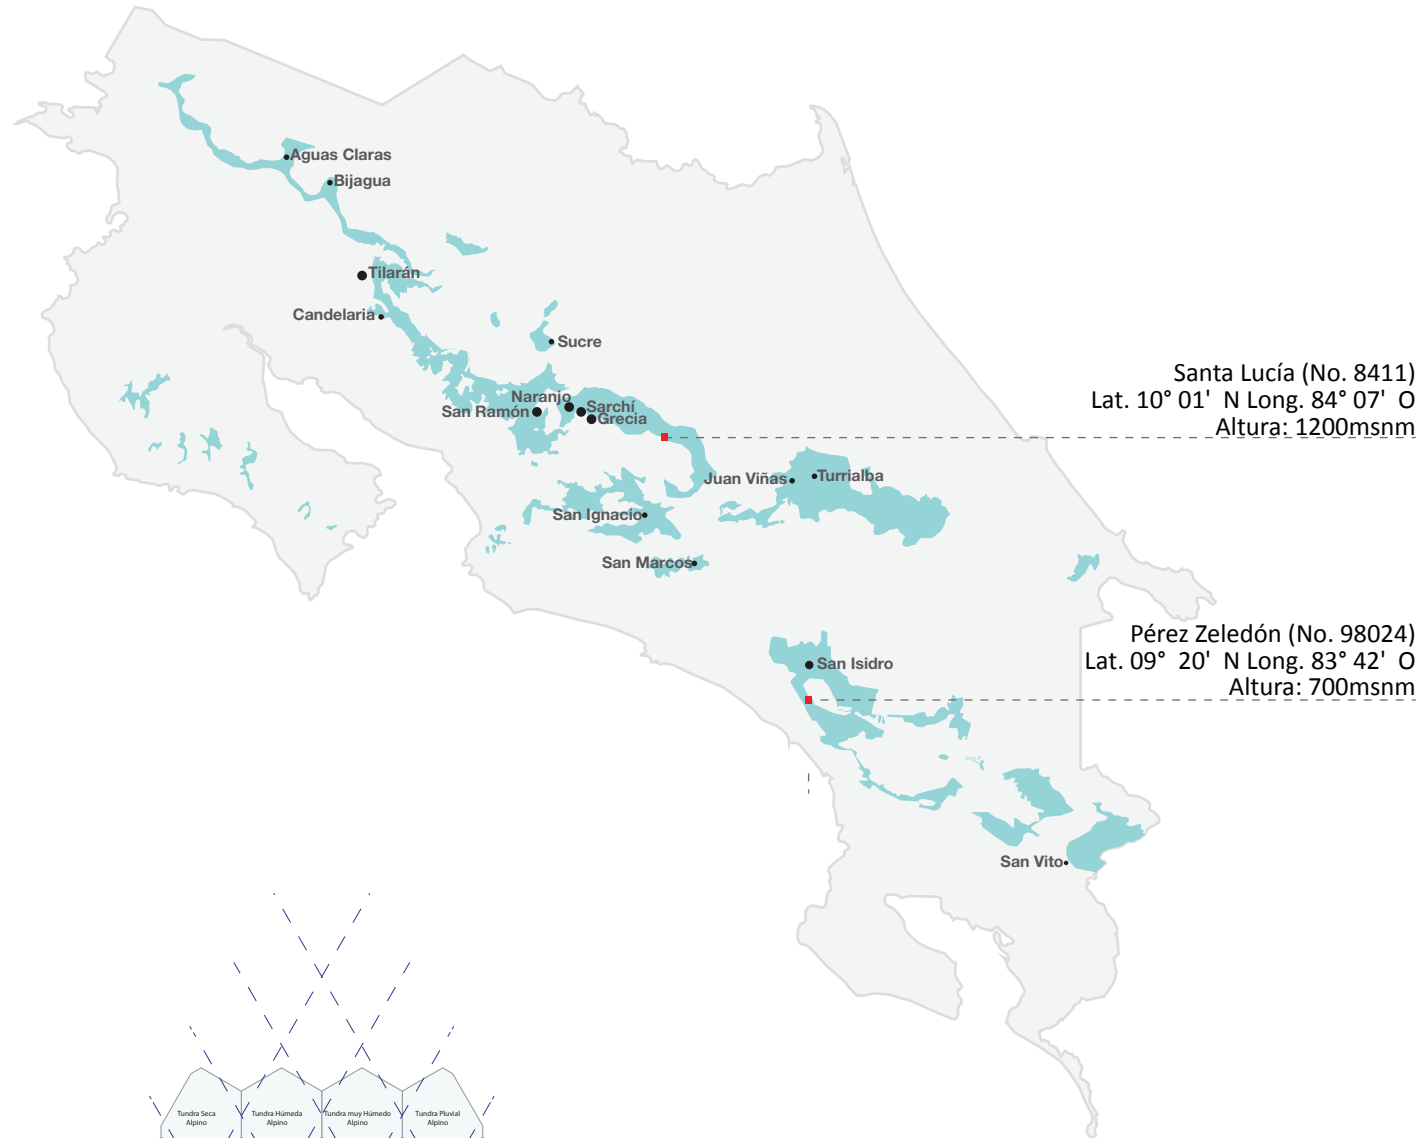 Aguas Claras
Bijagua
Tilarán
Candelaria
Sucre
Naranjo
San Ramón
Sarchí
Grecia
Santa Lucía (No. 8411)
Lat. 10° 01' N Long. 84° 07' O
Altura: 1200msnm
Juan Viñas
Turrialba
San Ignacio
San Marcos
Pérez Zeledón (No. 98024)
Lat. 09° 20' N Long. 83° 42' O
Altura: 700msnm
San Isidro
San Vito
Tundra Seca
Alpino
Tundra Húmeda
Alpino
Tundra muy Húmedo
Alpino
Tundra Pluvial
Alpino